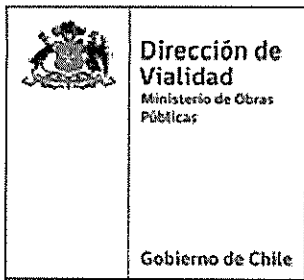 Dirección de
Vialidad
Ministerio de Obras
Públicas
Gobierno de Chile